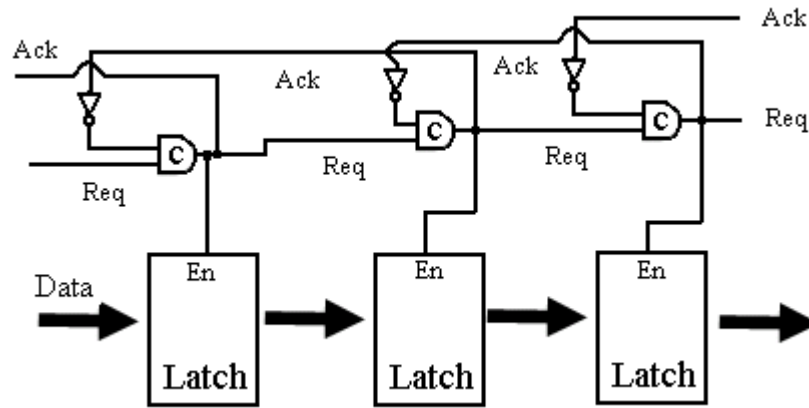 Ack
Ack
Ack
Ack
C
C
C
Req
Req
Req
Req
En
En
En
Data
Latch
Latch
Latch